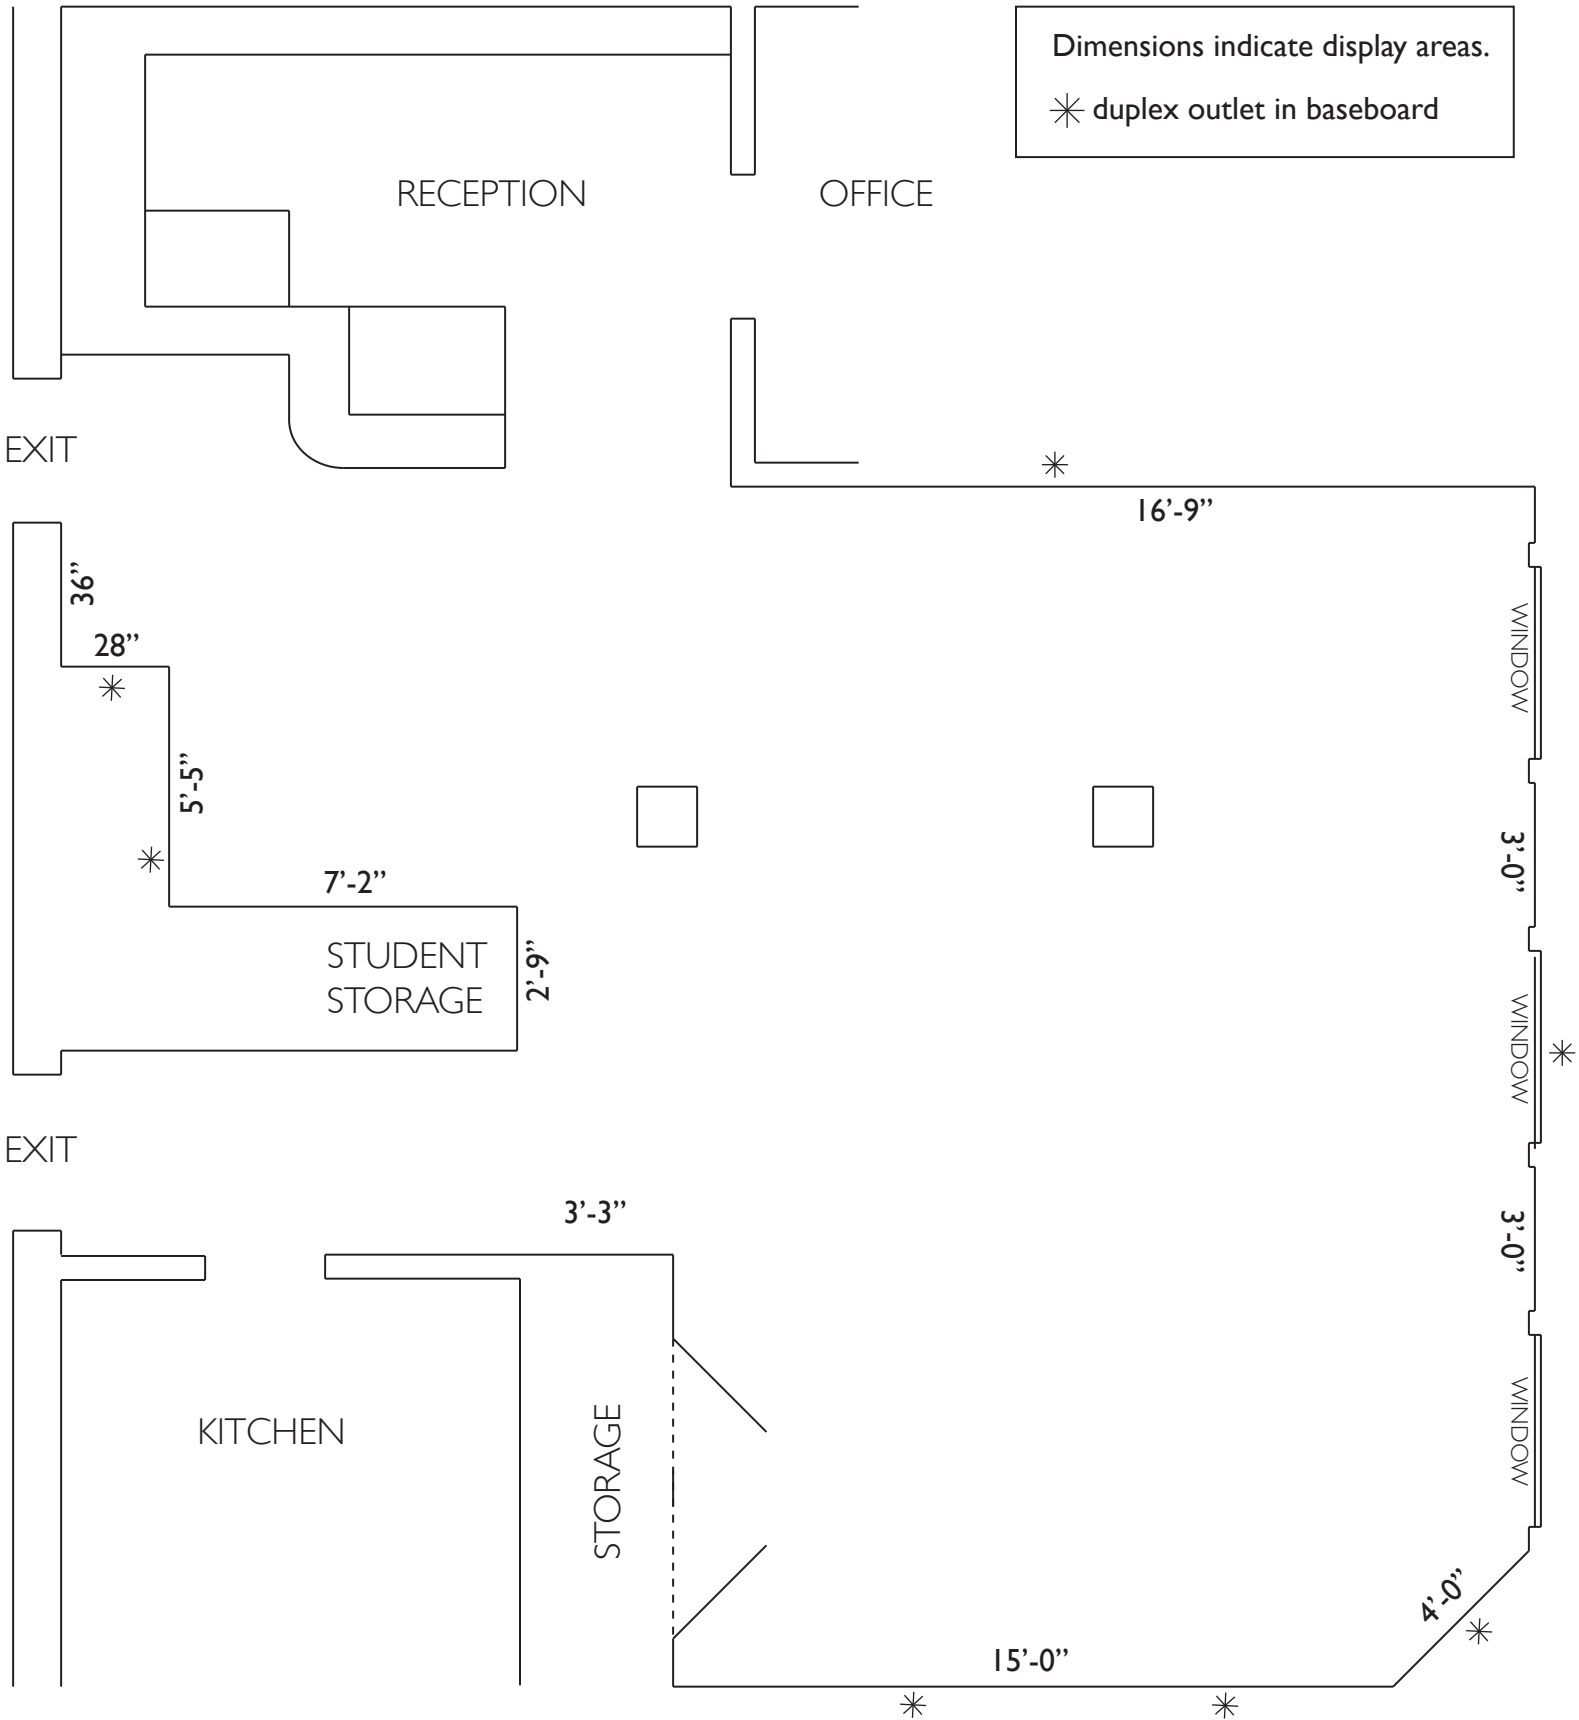 Dimensions indicate display areas.
✳ duplex outlet in baseboard
RECEPTION
OFFICE
EXIT
16’-9”
36”
28”
WINDOW
5’-5”
3’-0”
7’-2”
STUDENT
STORAGE
2’-9”
WINDOW
EXIT
3’-3”
3’-0”
KITCHEN
STORAGE
WINDOW
4’-0”
15’-0”